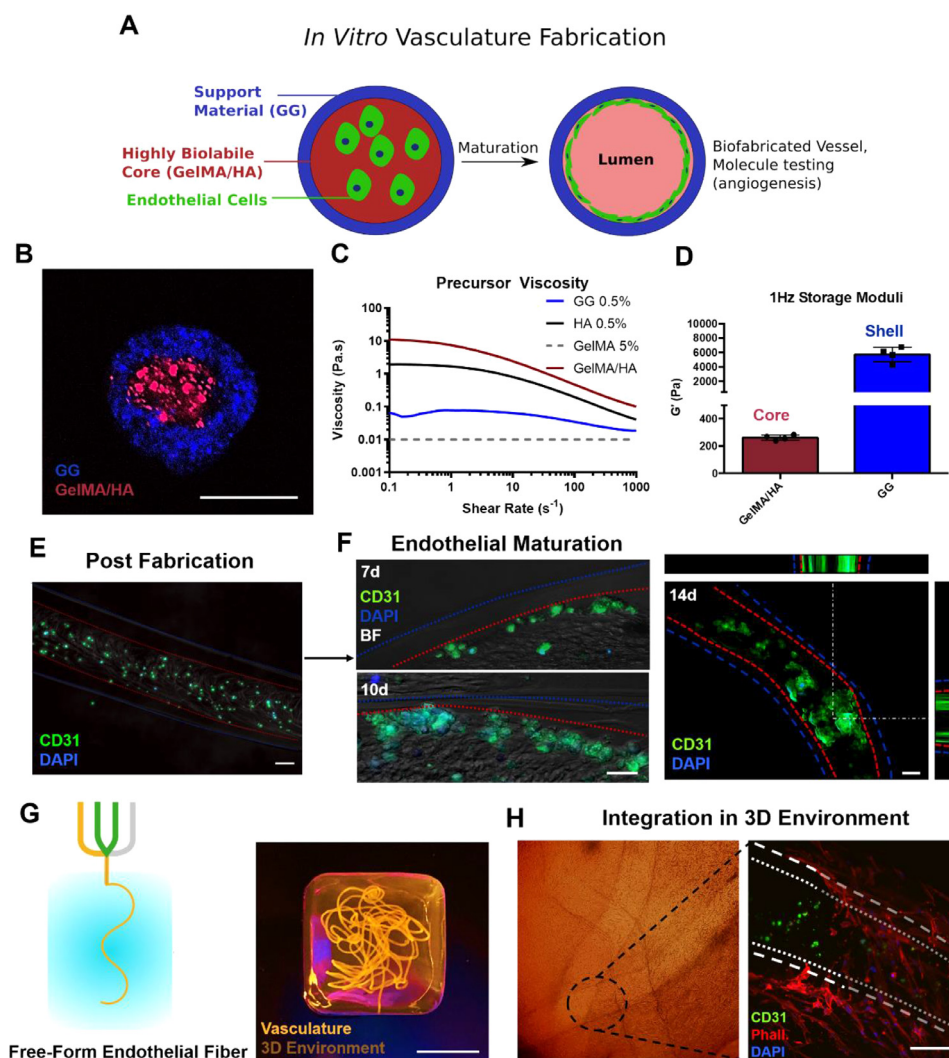 A
In Vitro Vasculature Fabrication
Support
Material (GG)
Highly Biolabile
Core (GelMA/HA)
Endothelial Cells
Maturation
Lumen
Biofabricated Vessel,
Molecule testing
(angiogenesis)
B
GG
GelMA/HA
C
Precursor Viscosity
Viscosity (Pa.s)
100
10
1
0.1
0.01
0.001
0.1
1
10
100
1000
Shear Rate (s⁻¹)
GG 0.5%
HA 0.5%
GelMA 5%
GelMA/HA
D
1Hz Storage Moduli
G' (Pa)
10000
8000
6000
4000
2000
400
200
0
Core
Shell
GelMA/HA
GG
E
Post Fabrication
CD31
DAPI
F
Endothelial Maturation
7d
CD31
DAPI
BF
10d
14d
CD31
DAPI
G
Free-Form Endothelial Fiber
Vasculature
3D Environment
H
Integration in 3D Environment
CD31
Phall.
DAPI